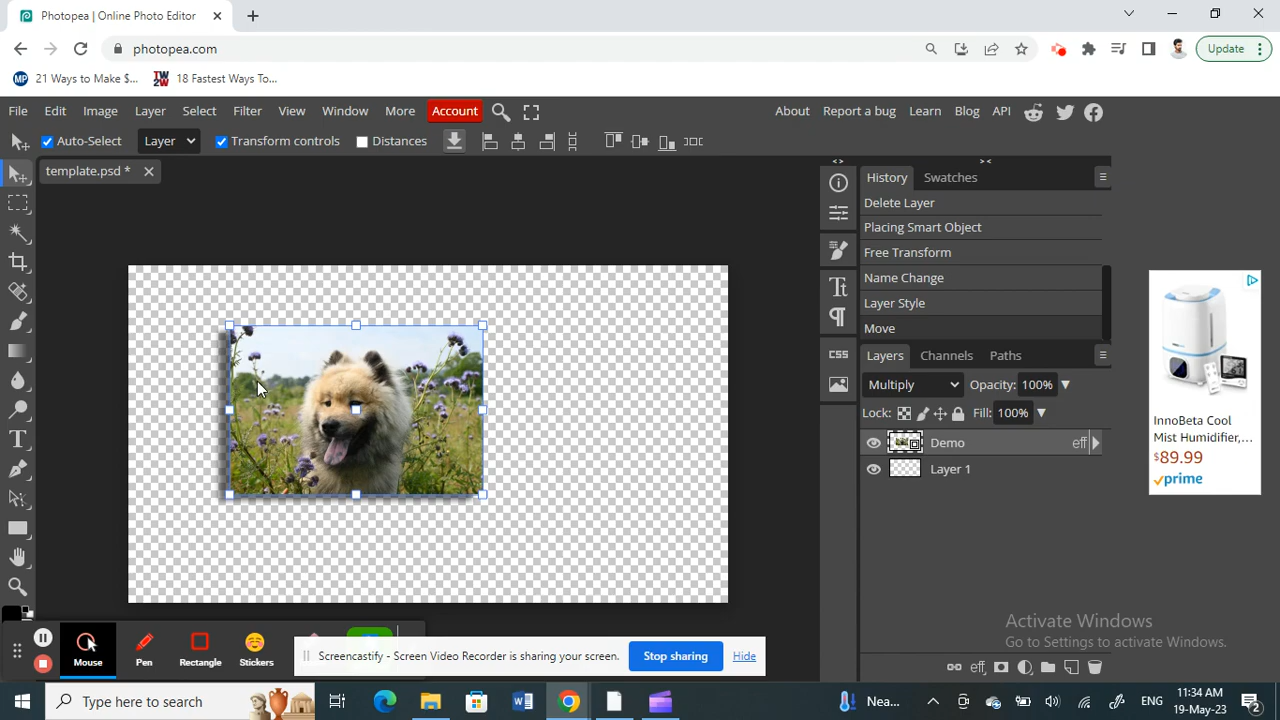 Photopea | Online Photo Editor
photopea.com
Update
MP 21 Ways to Make $...
TW 2W 18 Fastest Ways To...
File Edit Image Layer Select Filter View Window More Account About Report a bug Learn Blog API
Auto-Select Layer Transform controls Distances
template.psd *
History Swatches
Delete Layer
Placing Smart Object
Free Transform
Name Change
Layer Style
Move
CSS
Layers Channels Paths
Multiply Opacity: 100%
Lock: Fill: 100%
Demo eff
Layer 1
InnoBeta Cool
Mist Humidifier,...
$89.99
prime
Activate Windows
Go to Settings to activate Windows.
Mouse Pen Rectangle Stickers
Screencastify - Screen Video Recorder is sharing your screen. Stop sharing Hide
eff
Type here to search
Nea...
ENG
11:34 AM
19-May-23
2